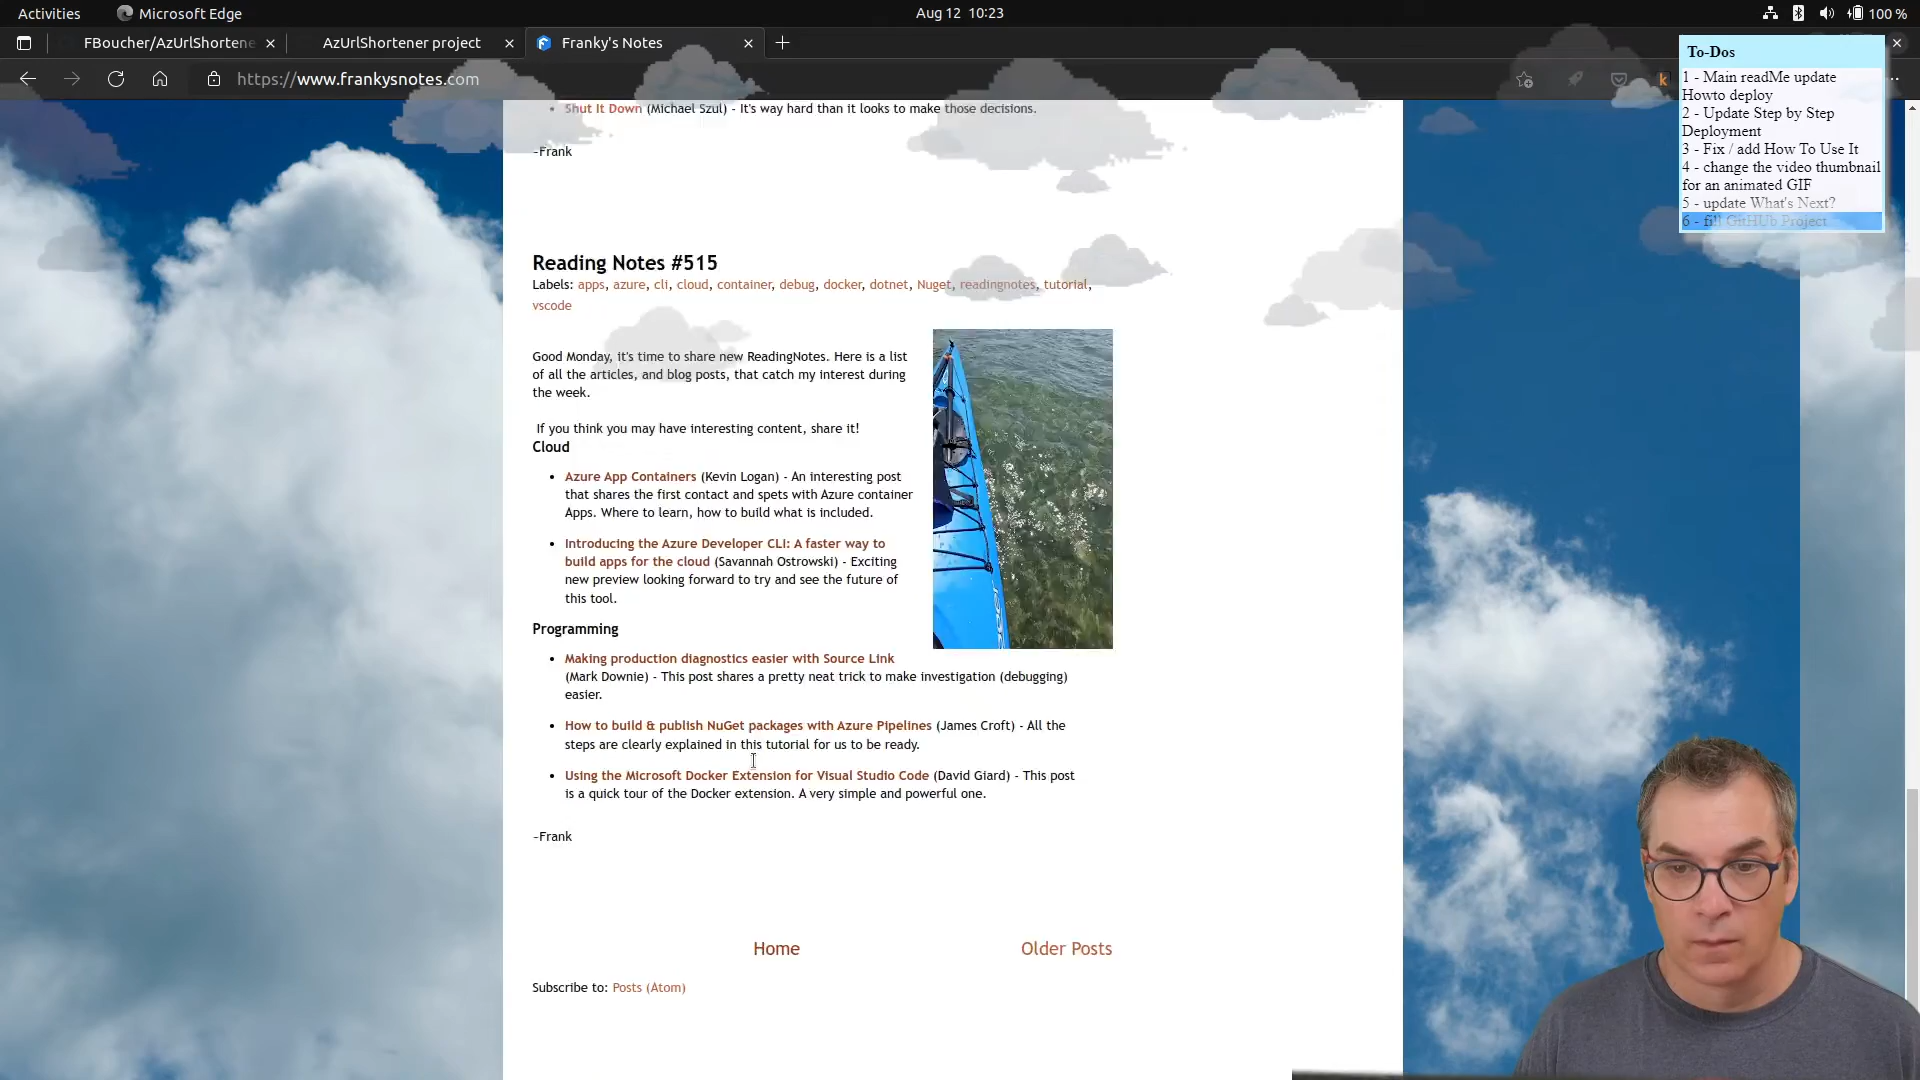 Activities
Microsoft Edge
Aug 12 10:23
100 %
FBoucher/AzUrlShortene
AzUrlShortener project
Franky's Notes
https://www.frankysnotes.com
To-Dos
1 - Main readMe update
Howto deploy
2 - Update Step by Step
Deployment
3 - Fix / add How To Use It
4 - change the video thumbnail
for an animated GIF
5 - update What's Next?
6 - fill GitHUb Project
• Shut It Down (Michael Szul) - It's way hard than it looks to make those decisions.
~Frank
Reading Notes #515
Labels: apps, azure, cli, cloud, container, debug, docker, dotnet, Nuget, readingnotes, tutorial,
vscode
Good Monday, it's time to share new ReadingNotes. Here is a list
of all the articles, and blog posts, that catch my interest during
the week.
If you think you may have interesting content, share it!
Cloud
• Azure App Containers (Kevin Logan) - An interesting post
that shares the first contact and spets with Azure container
Apps. Where to learn, how to build what is included.
• Introducing the Azure Developer CLI: A faster way to
build apps for the cloud (Savannah Ostrowski) - Exciting
new preview looking forward to try and see the future of
this tool.
Programming
• Making production diagnostics easier with Source Link
(Mark Downie) - This post shares a pretty neat trick to make investigation (debugging)
easier.
• How to build & publish NuGet packages with Azure Pipelines (James Croft) - All the
steps are clearly explained in this tutorial for us to be ready.
• Using the Microsoft Docker Extension for Visual Studio Code (David Giard) - This post
is a quick tour of the Docker extension. A very simple and powerful one.
~Frank
Home
Older Posts
Subscribe to: Posts (Atom)